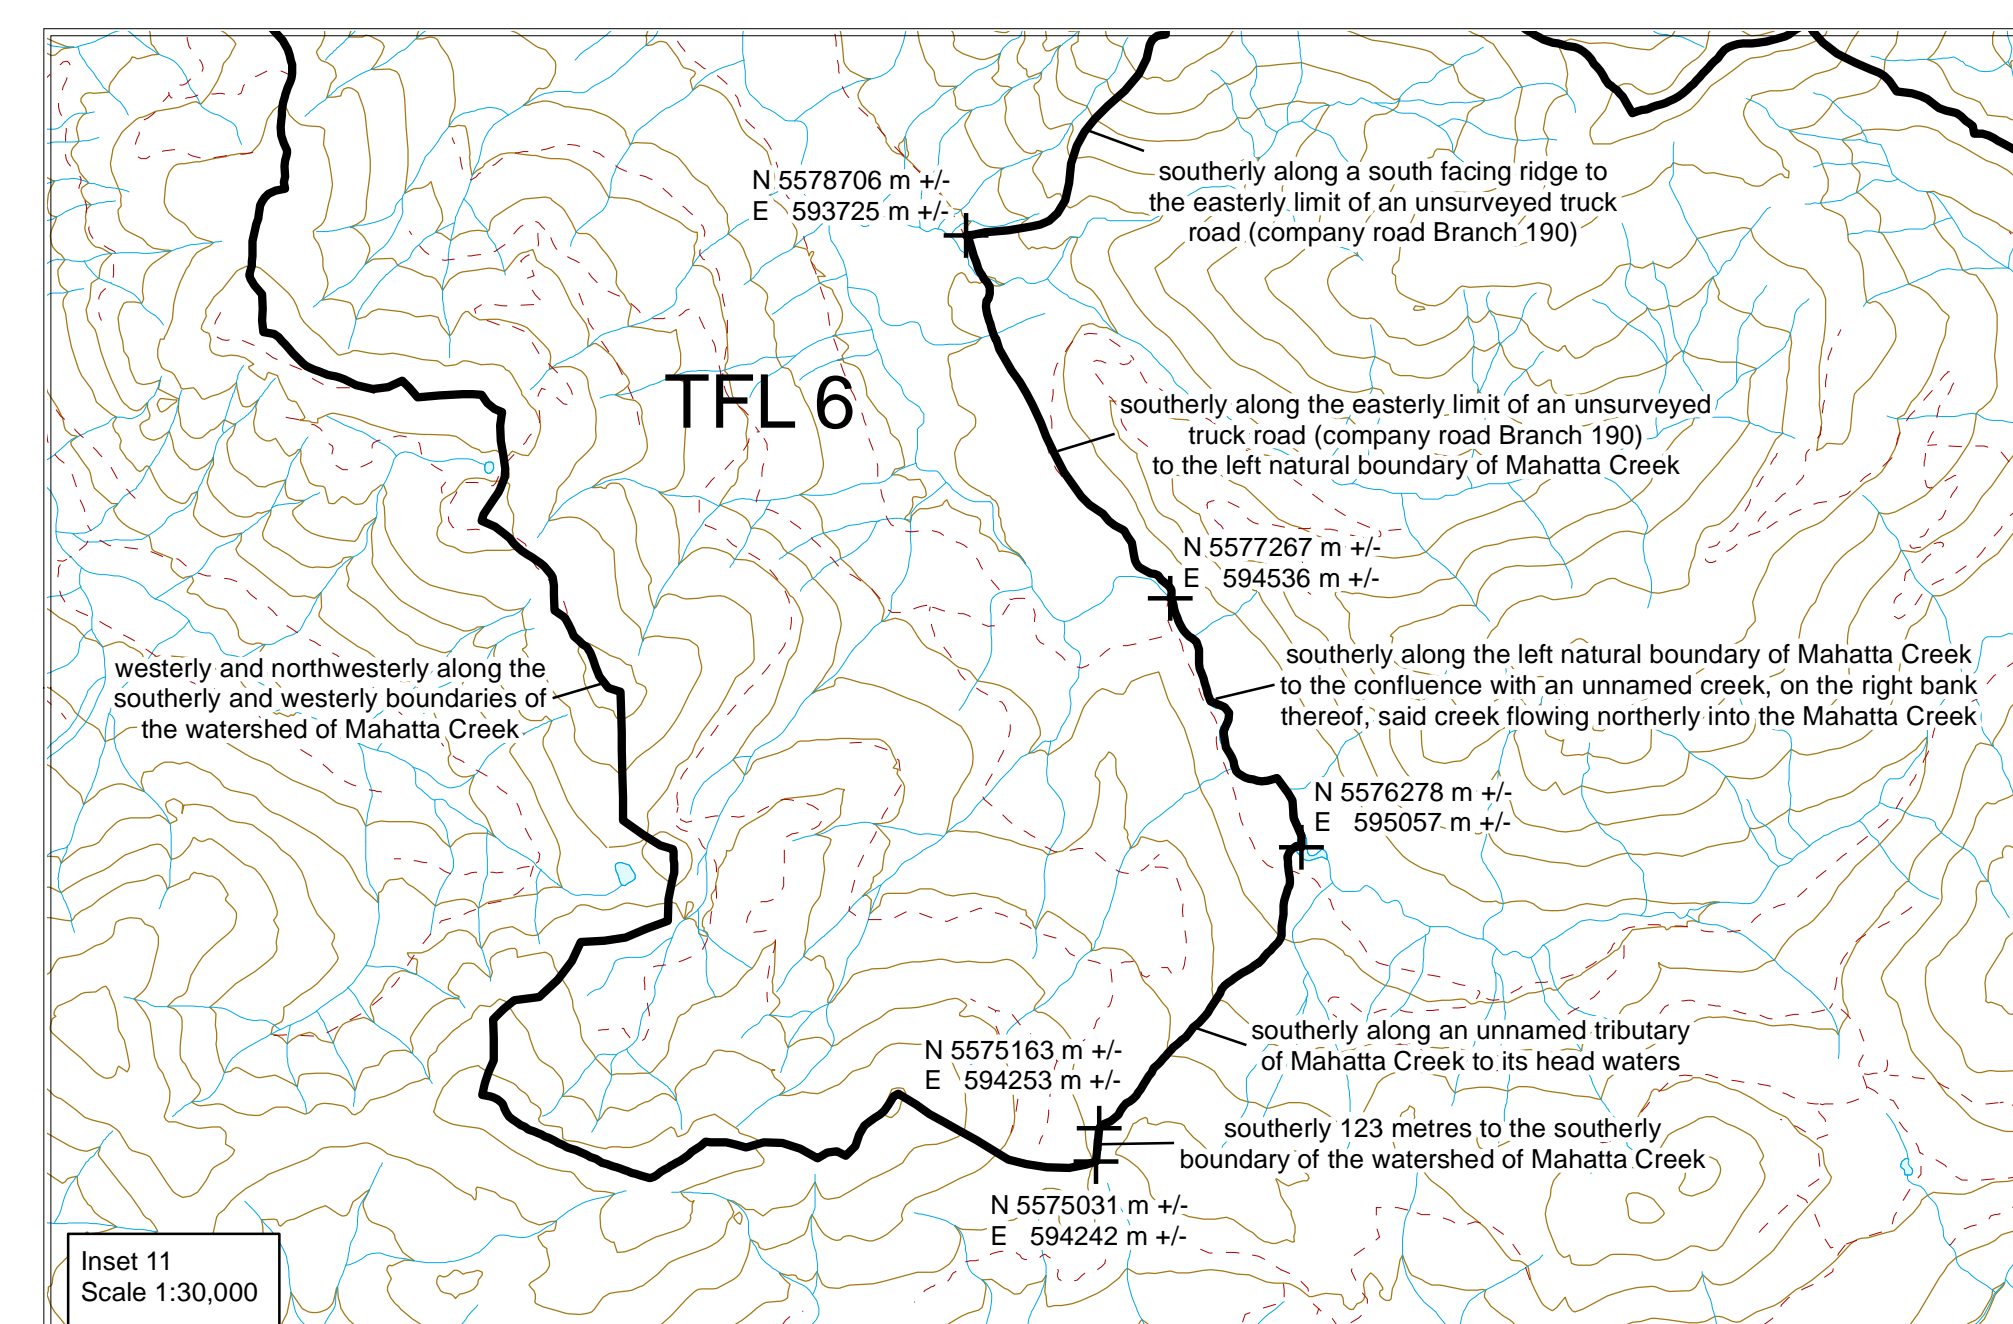 N 5578706 m +/-
E 593725 m +/-
southerly along a south facing ridge to
the easterly limit of an unsurveyed truck
road (company road Branch 190)
TFL 6
southerly along the easterly limit of an unsurveyed
truck road (company road Branch 190)
to the left natural boundary of Mahatta Creek
N 5577267 m +/-
E 594536 m +/-
westerly and northwesterly along the
southerly and westerly boundaries of
the watershed of Mahatta Creek
southerly along the left natural boundary of Mahatta Creek
to the confluence with an unnamed creek, on the right bank
thereof, said creek flowing northerly into the Mahatta Creek
N 5576278 m +/-
E 595057 m +/-
southerly along an unnamed tributary
of Mahatta Creek to its head waters
N 5575163 m +/-
E 594253 m +/-
southerly 123 metres to the southerly
boundary of the watershed of Mahatta Creek
N 5575031 m +/-
E 594242 m +/-
Inset 11
Scale 1:30,000